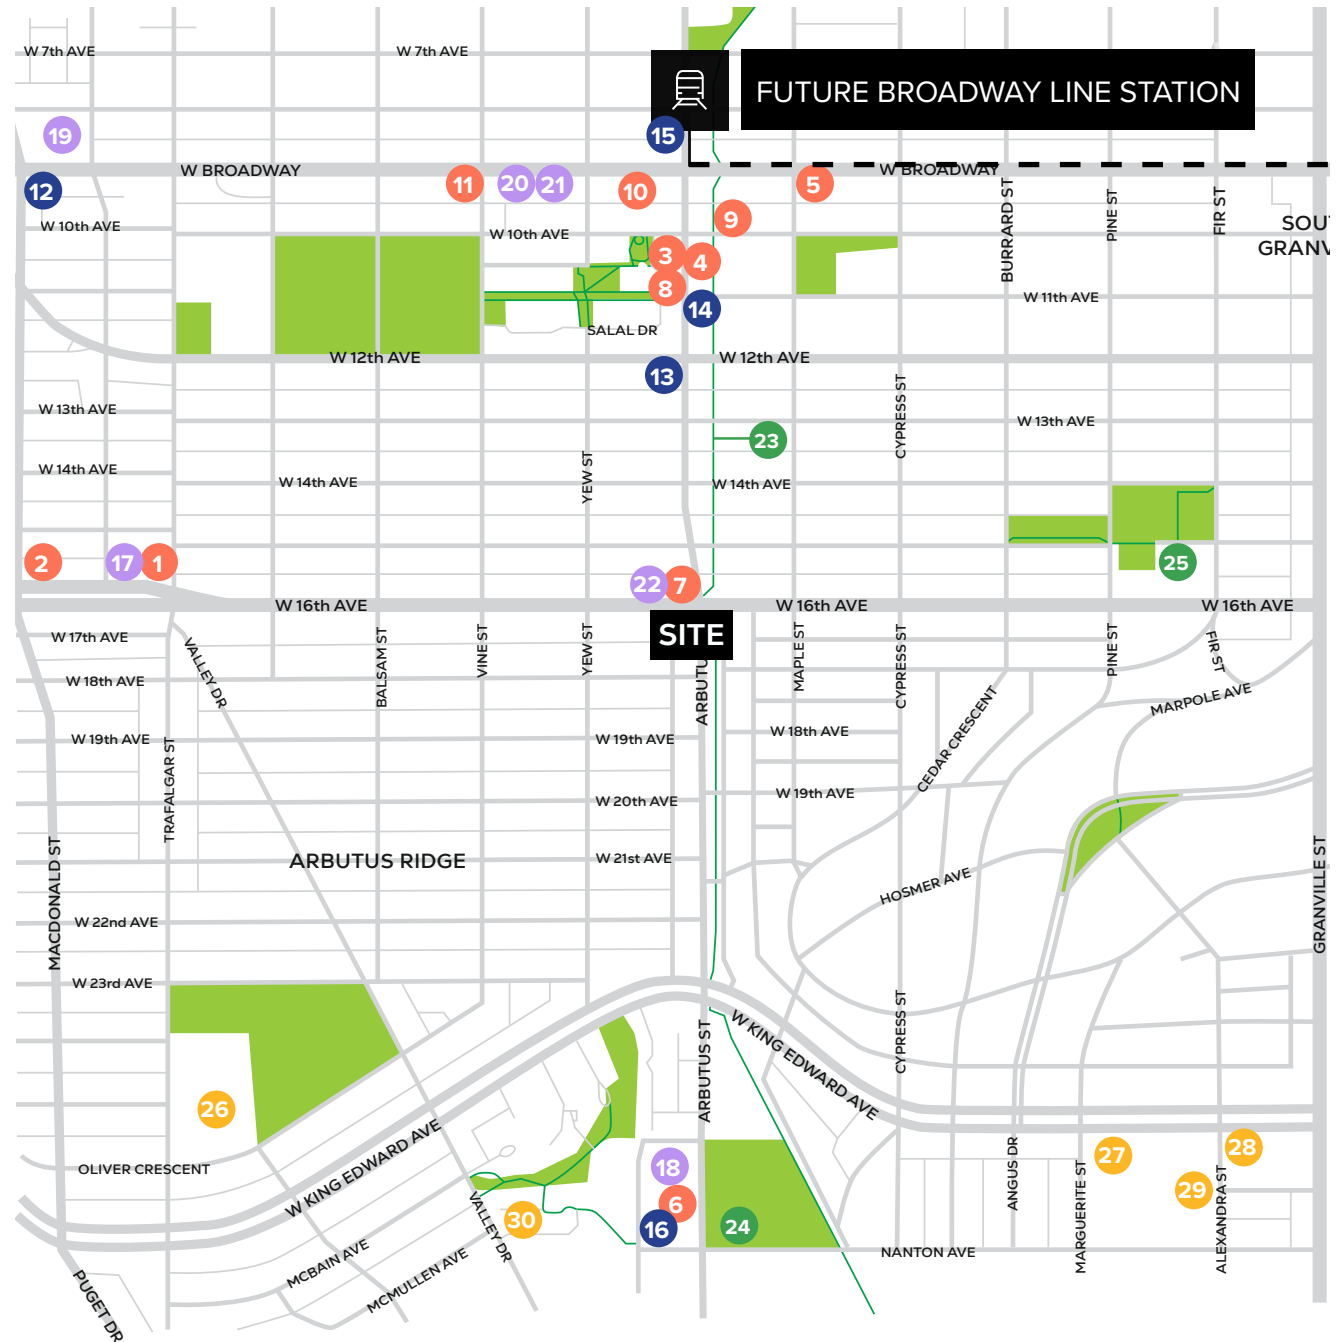 W 7th AVE
W 7th AVE
FUTURE BROADWAY LINE STATION
19
15
W BROADWAY
W BROADWAY
12
11
20
21
10
5
BURRARD ST
PINE ST
FIR ST
W 10th AVE
9
SOU
GRANV
W 10th AVE
3
4
8
14
W 11th AVE
SALAL DR
W 12th AVE
W 12th AVE
13
CYPRESS ST
W 13th AVE
W 13th AVE
23
W 14th AVE
YEW ST
W 14th AVE
W 14th AVE
2
17
1
25
22
7
W 16th AVE
W 16th AVE
W 16th AVE
SITE
W 17th AVE
VALLEY DR
BALSAM ST
VINE ST
YEW ST
ARBUTU
MAPLE ST
CYPRESS ST
PINE ST
FIR ST
W 18th AVE
MARPOLE AVE
CEDAR CRESCENT
W 19th AVE
TRAFALGAR ST
W 19th AVE
W 18th AVE
W 20th AVE
W 19th AVE
MACDONALD ST
ARBUTUS RIDGE
W 21st AVE
HOSMER AVE
GRANVILLE ST
W 22nd AVE
W 23rd AVE
ARBUTUS ST
W KING EDWARD AVE
CYPRESS ST
26
W KING EDWARD AVE
OLIVER CRESCENT
18
27
28
29
ANGUS DR
MARGUERITE ST
ALEXANDRA ST
6
30
16
24
VALLEY DR
NANTON AVE
MCBAIN AVE
MCMULLEN AVE
PUGET DR